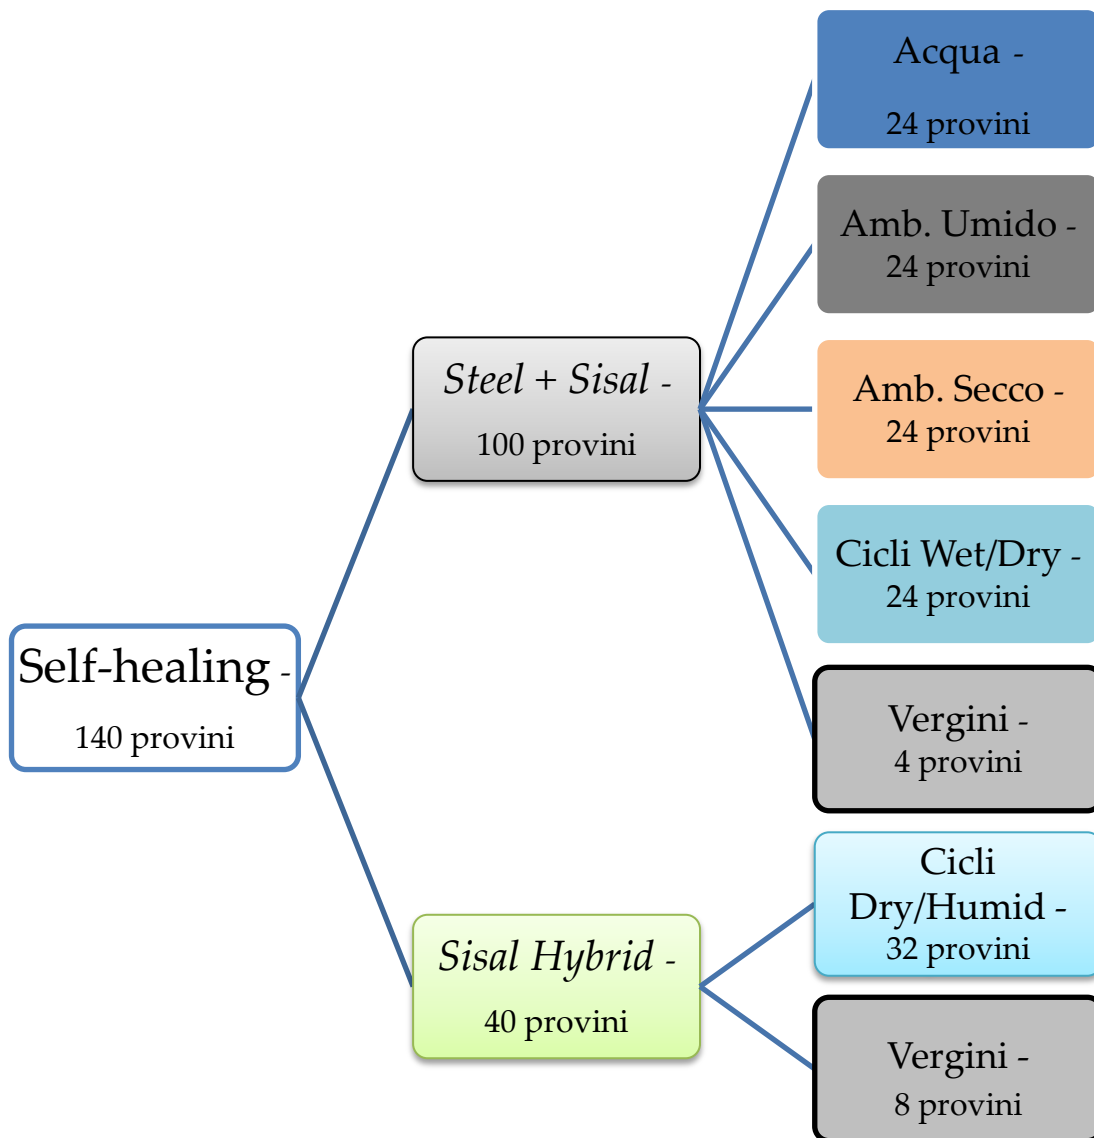 Self-healing -
140 provini
Steel + Sisal -
100 provini
Acqua -
24 provini
Amb. Umido -
24 provini
Amb. Secco -
24 provini
Cicli Wet/Dry -
24 provini
Vergini -
4 provini
Sisal Hybrid -
40 provini
Cicli
Dry/Humid -
32 provini
Vergini -
8 provini